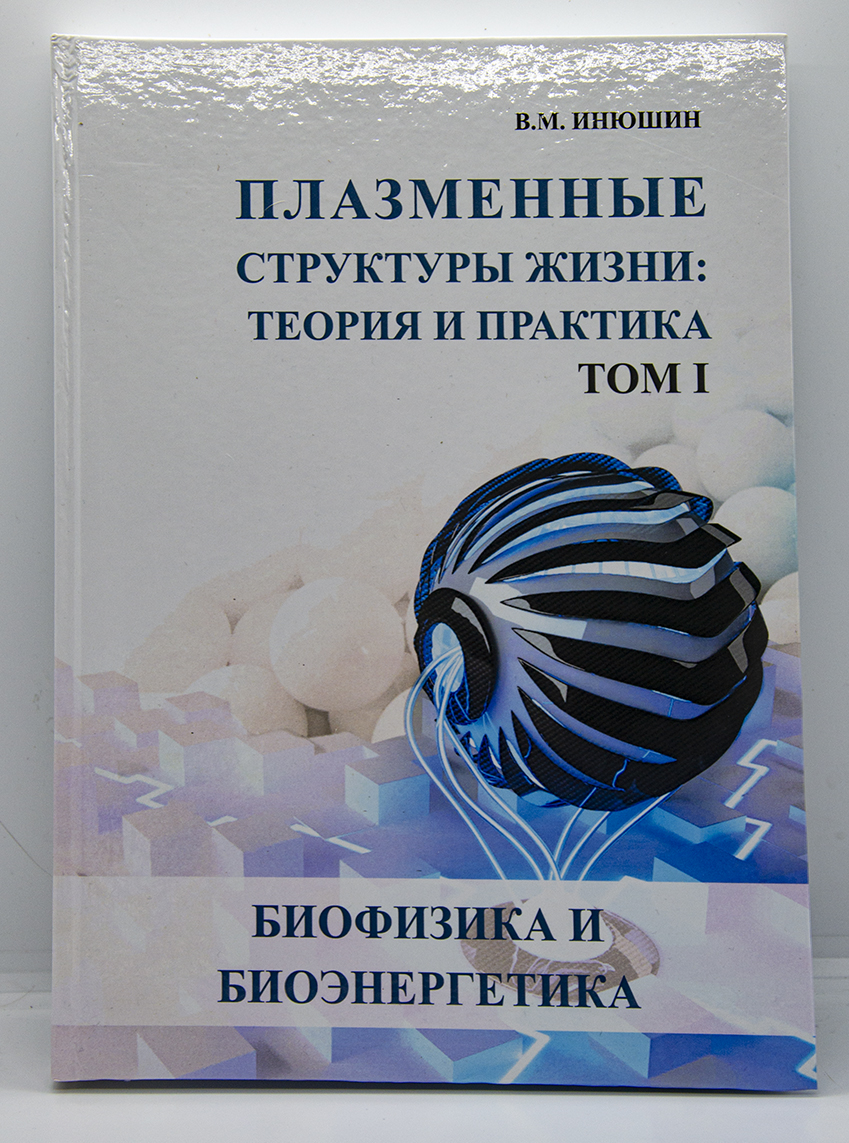 В.М. ИНЮШИН
ПЛАЗМЕННЫЕ
СТРУКТУРЫ ЖИЗНИ:
ТЕОРИЯ И ПРАКТИКА
ТОМ I
БИОФИЗИКА И
БИОЭНЕРГЕТИКА